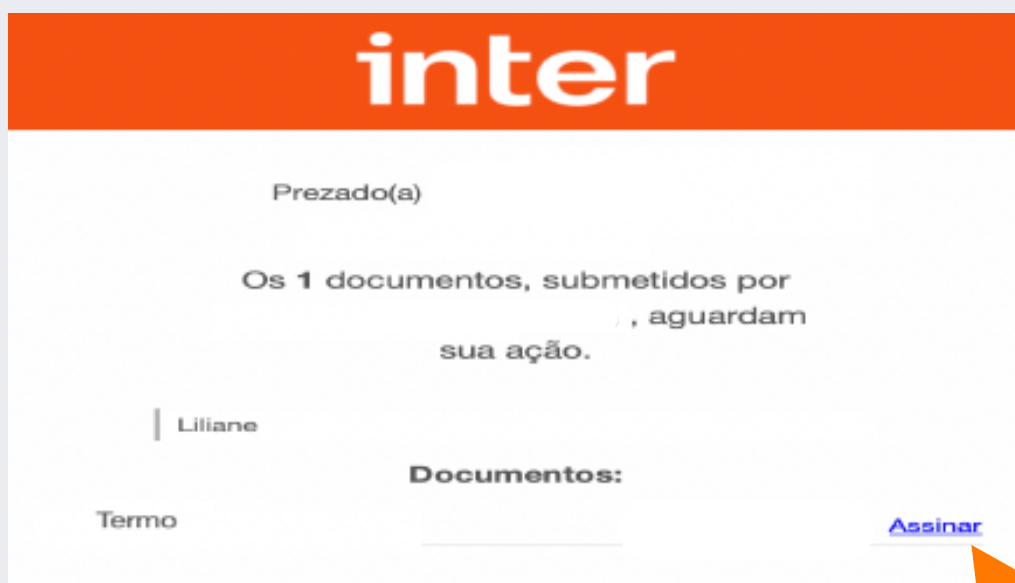 inter
Prezado(a)
Os 1 documentos, submetidos por
, aguardam
sua ação.
Liliane
Documentos:
Termo Assinar